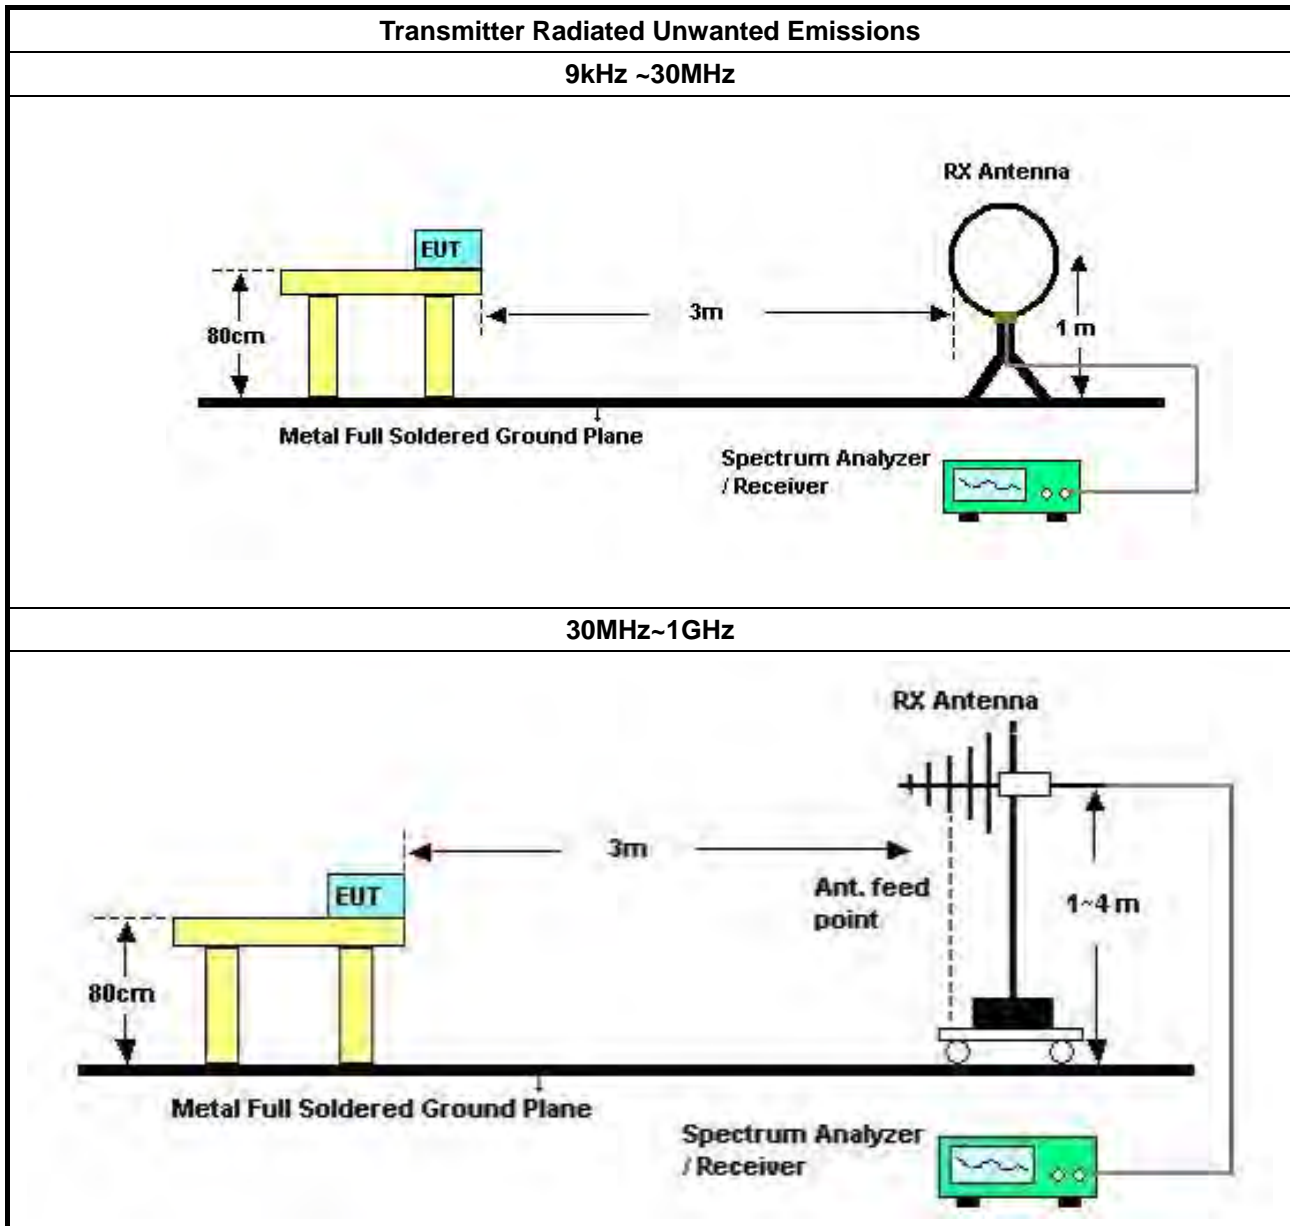 Transmitter Radiated Unwanted Emissions
9kHz ~30MHz
RX Antenna
EUT
3m
80cm
1 m
Metal Full Soldered Ground Plane
Spectrum Analyzer
/ Receiver
30MHz~1GHz
RX Antenna
3m
EUT
Ant. feed
point
1~4 m
80cm
Metal Full Soldered Ground Plane
Spectrum Analyzer
/ Receiver